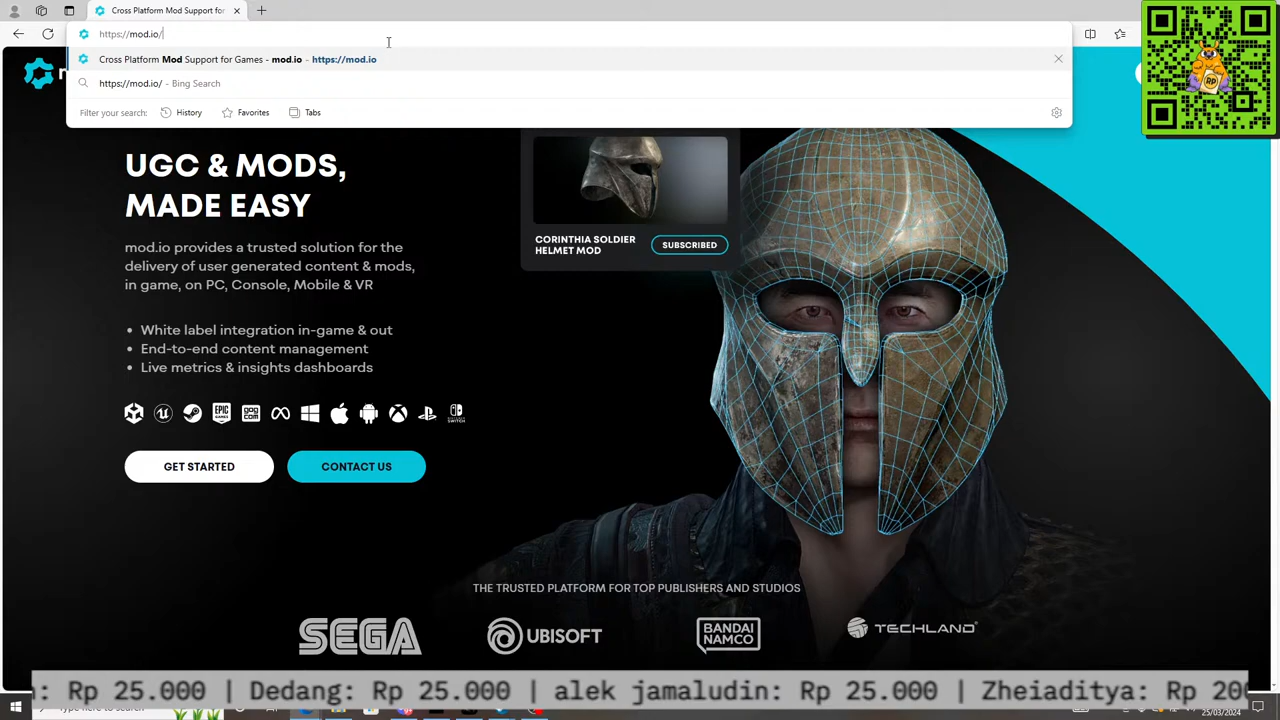 Cross Platform Mod Support for
https://mod.io/
Cross Platform Mod Support for Games - mod.io - https://mod.io
https://mod.io/ - Bing Search
Filter your search:
History
Favorites
Tabs
RP
UGC & MODS,
MADE EASY
mod.io provides a trusted solution for the
delivery of user generated content & mods,
in game, on PC, Console, Mobile & VR
• White label integration in-game & out
• End-to-end content management
• Live metrics & insights dashboards
CORINTHIA SOLDIER
HELMET MOD
SUBSCRIBED
EPIC
GAMES
GET STARTED
CONTACT US
THE TRUSTED PLATFORM FOR TOP PUBLISHERS AND STUDIOS
SEGA
UBISOFT
BANDAI
NAMCO
TECHLAND
: Rp 25.000 | Dedang: Rp 25.000 | alek jamaludin: Rp 25.000 | Zheiaditya: Rp 200
25/03/2024